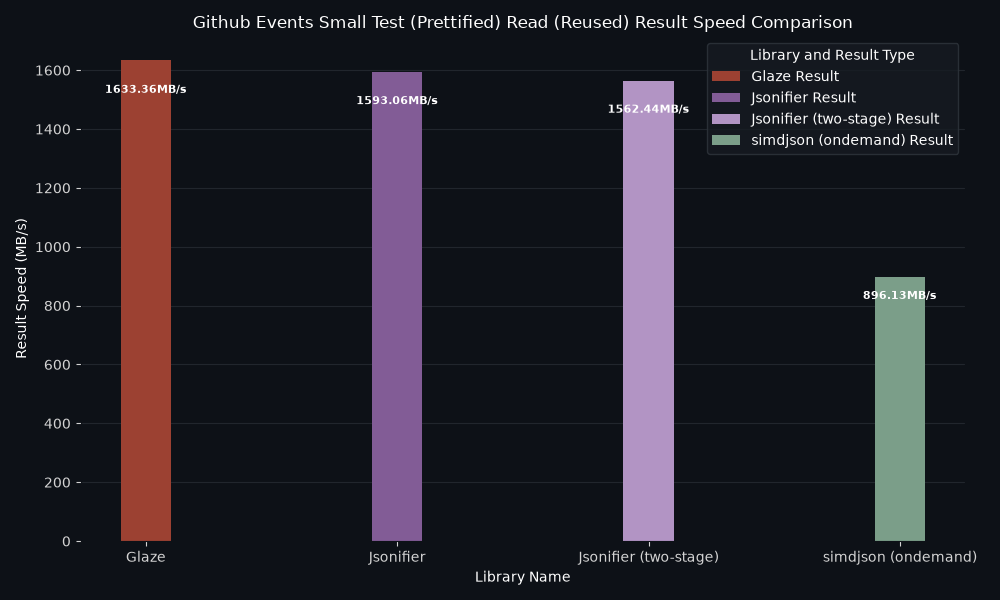 Github Events Small Test (Prettified) Read (Reused) Result Speed Comparison
Library and Result Type
Glaze Result
Jsonifier Result
Jsonifier (two-stage) Result
simdjson (ondemand) Result
1633.36MB/s
1593.06MB/s
1562.44MB/s
896.13MB/s
Result Speed (MB/s)
1600
1400
1200
1000
800
600
400
200
0
Glaze
Jsonifier
Jsonifier (two-stage)
simdjson (ondemand)
Library Name